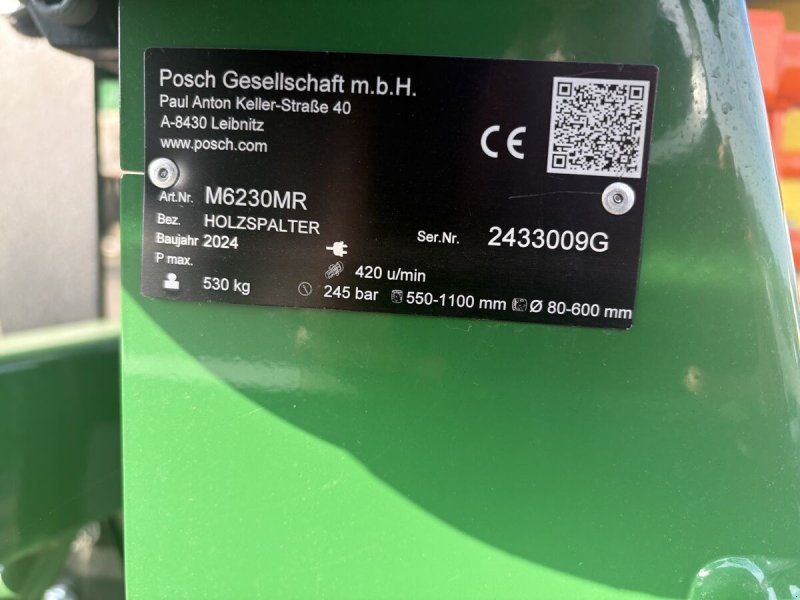 Posch Gesellschaft m.b.H.
Paul Anton Keller-Straße 40
A-8430 Leibnitz
www.posch.com
CE
Art.Nr. M6230MR
Bez. HOLZSPALTER
Baujahr 2024
Ser.Nr. 2433009G
P max.
420 u/min
530 kg 245 bar 550-1100 mm Ø 80-600 mm